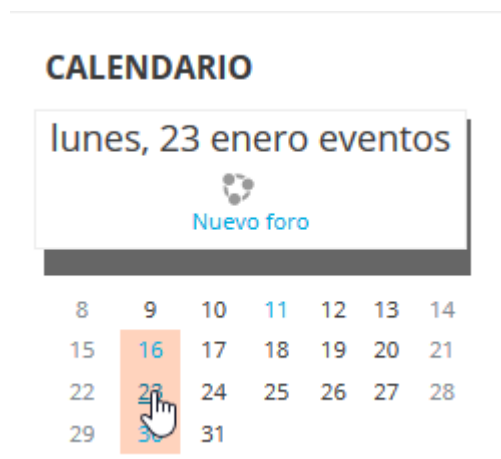 CALENDARIO
lunes, 23 enero eventos
Nuevo foro
8 9 10 11 12 13 14
15 16 17 18 19 20 21
22 23 24 25 26 27 28
29 30 31